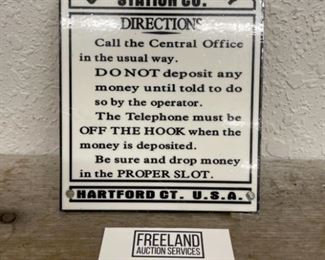 STATION CO.
DIRECTIONS
Call the Central Office
in the usual way.
DO NOT deposit any
money until told to do
so by the operator.
The Telephone must be
OFF THE HOOK when the
money is deposited.
Be sure and drop money
in the PROPER SLOT.
HARTFORD CT. U.S.A.
FREELAND
AUCTION SERVICES